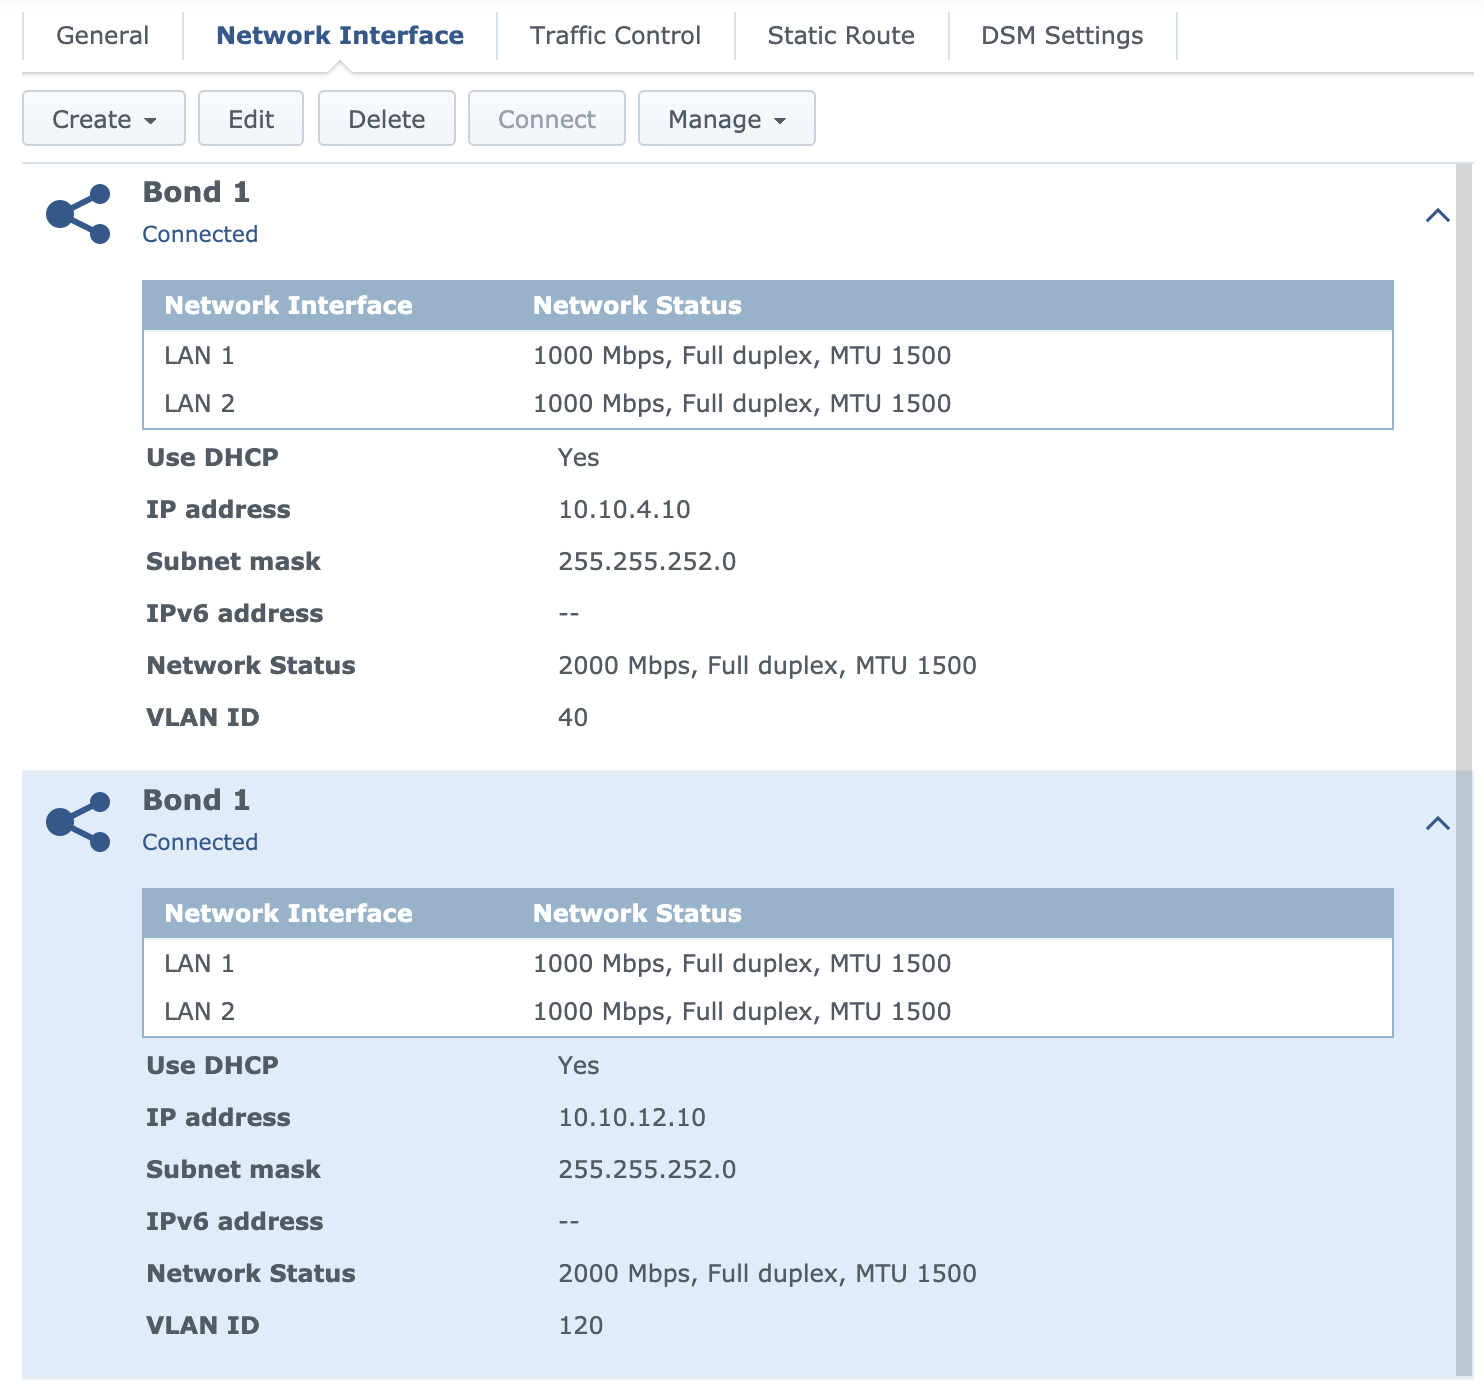 General Network Interface Traffic Control Static Route DSM Settings
Create Edit Delete Connect Manage
Bond 1
Connected
Network Interface Network Status
LAN 1 1000 Mbps, Full duplex, MTU 1500
LAN 2 1000 Mbps, Full duplex, MTU 1500
Use DHCP Yes
IP address 10.10.4.10
Subnet mask 255.255.252.0
IPv6 address --
Network Status 2000 Mbps, Full duplex, MTU 1500
VLAN ID 40
Bond 1
Connected
Network Interface Network Status
LAN 1 1000 Mbps, Full duplex, MTU 1500
LAN 2 1000 Mbps, Full duplex, MTU 1500
Use DHCP Yes
IP address 10.10.12.10
Subnet mask 255.255.252.0
IPv6 address --
Network Status 2000 Mbps, Full duplex, MTU 1500
VLAN ID 120